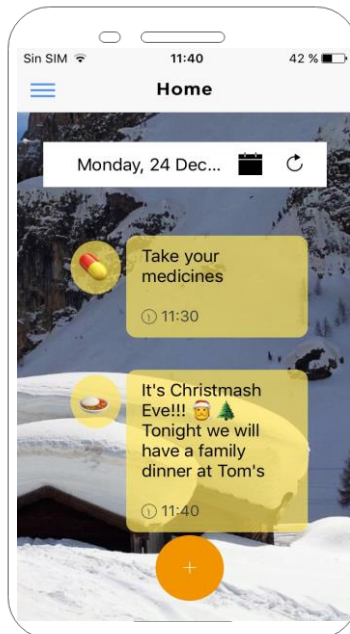 Sin SIM 11:40 42 %
Home
Monday, 24 Dec...
Take your
medicines
11:30
It's Christmash
Eve!!! 🎅 🎄
Tonight we will
have a family
dinner at Tom's
11:40
+